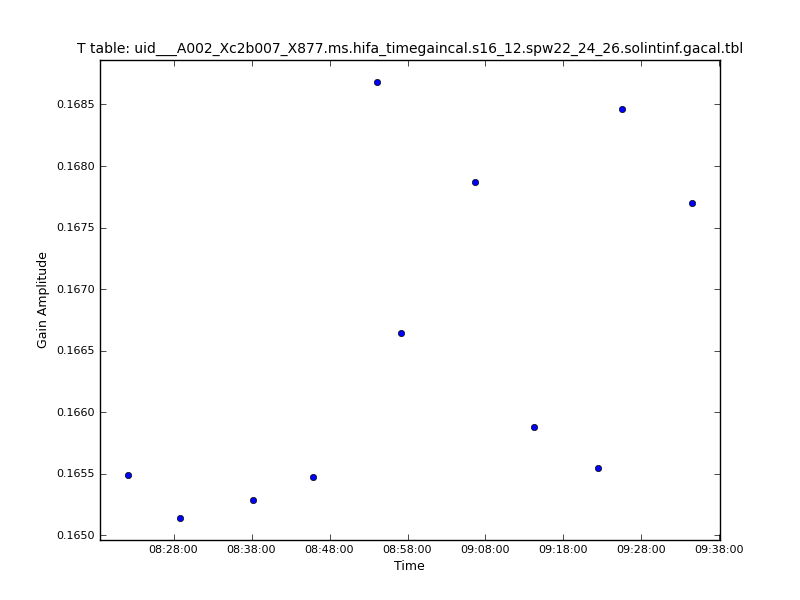 T table: uid___A002_Xc2b007_X877.ms.hifa_timegaincal.s16_12.spw22_24_26.solintinf.gacal.tbl
0.1685
0.1680
0.1675
0.1670
0.1665
0.1660
0.1655
0.1650
Gain Amplitude
08:28:00 08:38:00 08:48:00 08:58:00 09:08:00 09:18:00 09:28:00 09:38:00
Time